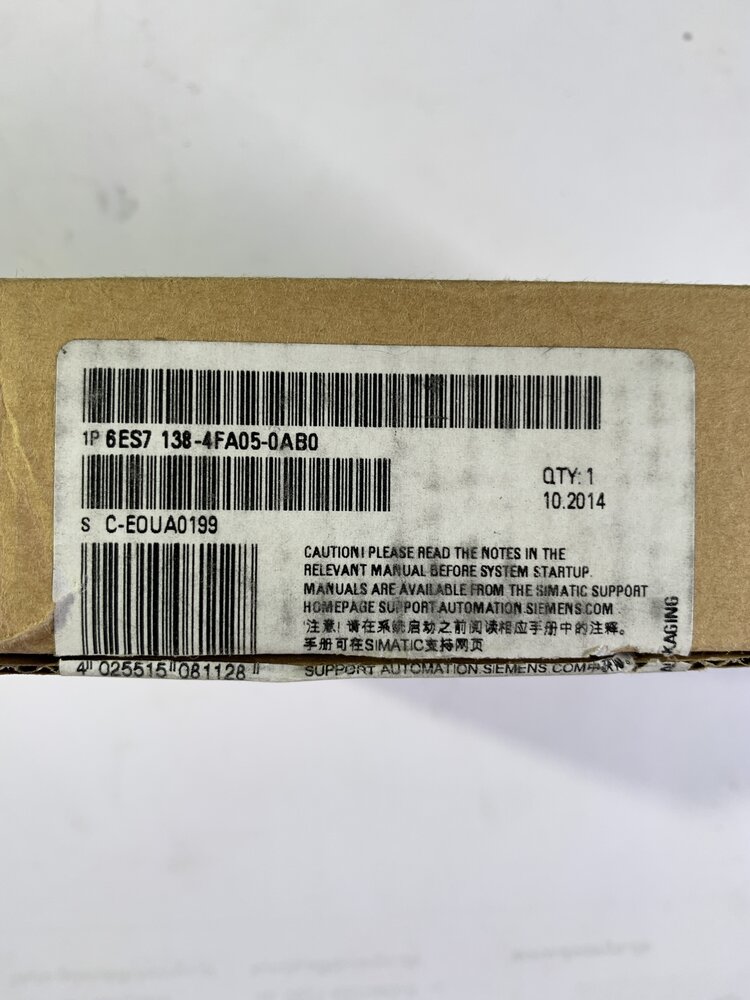 1P 6ES7 138-4FA05-0AB0
S C-EOUA0199
QTY: 1
10.2014
CAUTION! PLEASE READ THE NOTES IN THE
RELEVANT MANUAL BEFORE SYSTEM STARTUP.
MANUALS ARE AVAILABLE FROM THE SIMATIC SUPPORT
HOMEPAGE SUPPORT.AUTOMATION.SIEMENS.COM
注意! 请在系统启动之前阅读相应手册中的注释。
手册可在SIMATIC支持网页
SUPPORT AUTOMATION.SIEMENS.COM
4 025515 081128